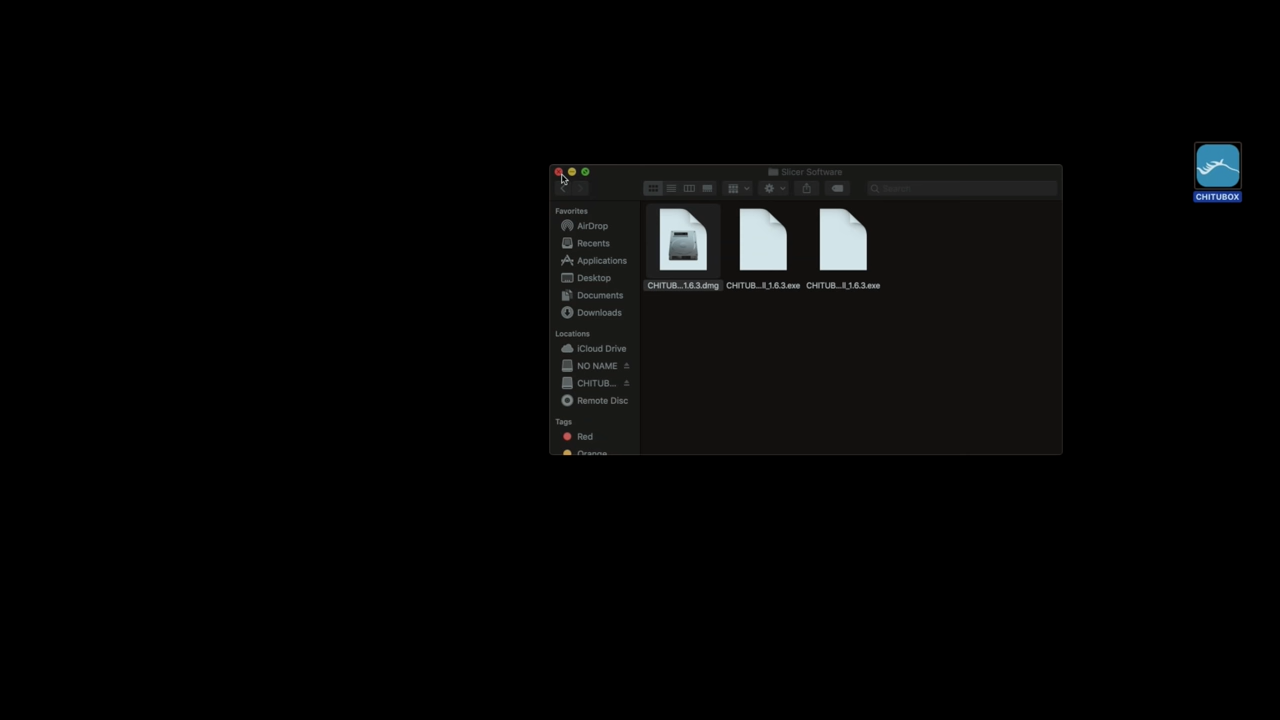 Slicer Software
Search
Favorites
AirDrop
Recents
Applications
Desktop
Documents
Downloads
Locations
iCloud Drive
NO NAME
CHITUB...
Remote Disc
Tags
Red
Orange
CHITUB...1.6.3.dmg
CHITUB...ll_1.6.3.exe
CHITUB...ll_1.6.3.exe
CHITUBOX